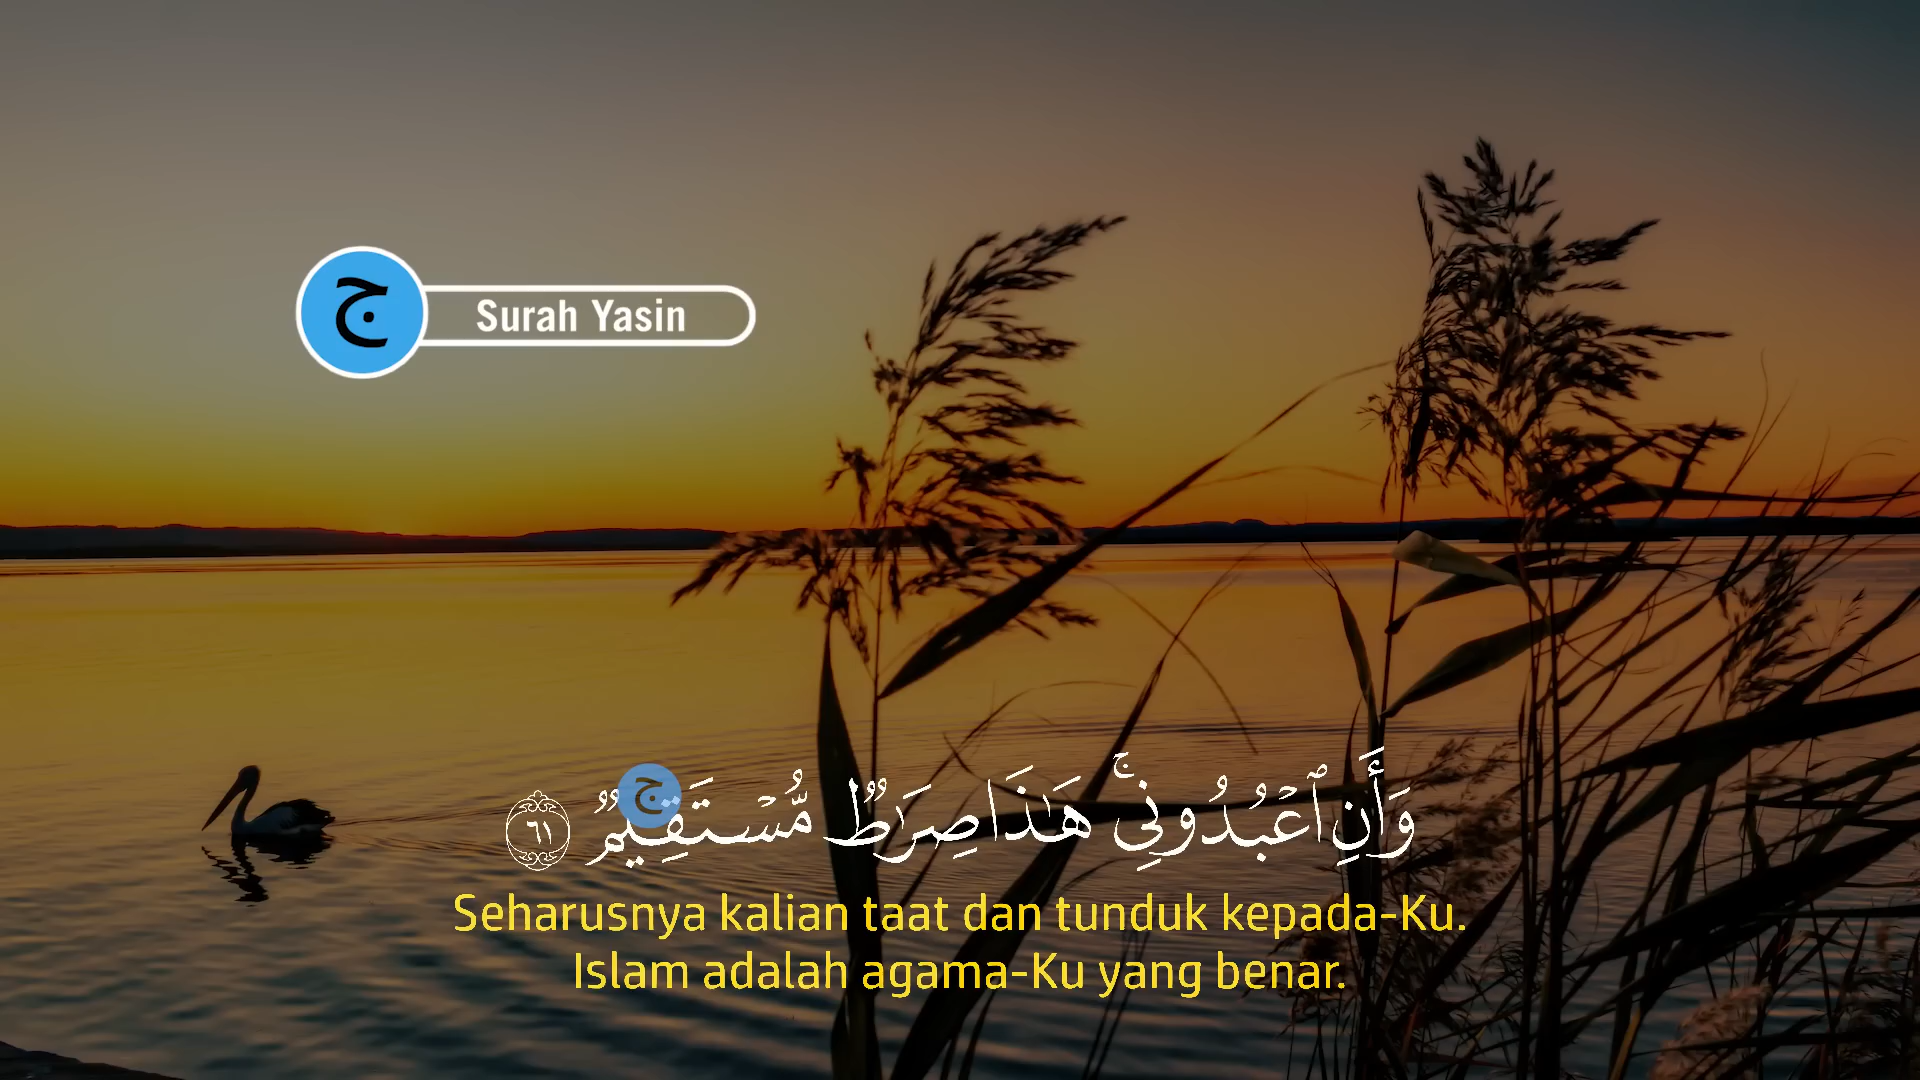 ج
Surah Yasin
وَأَنِ ٱعْبُدُونِىۚ هَـٰذَا صِرَٰطٌۭ مُّسْتَقِيمٌۭ ٦١
ج
Seharusnya kalian taat dan tunduk kepada-Ku.
Islam adalah agama-Ku yang benar.